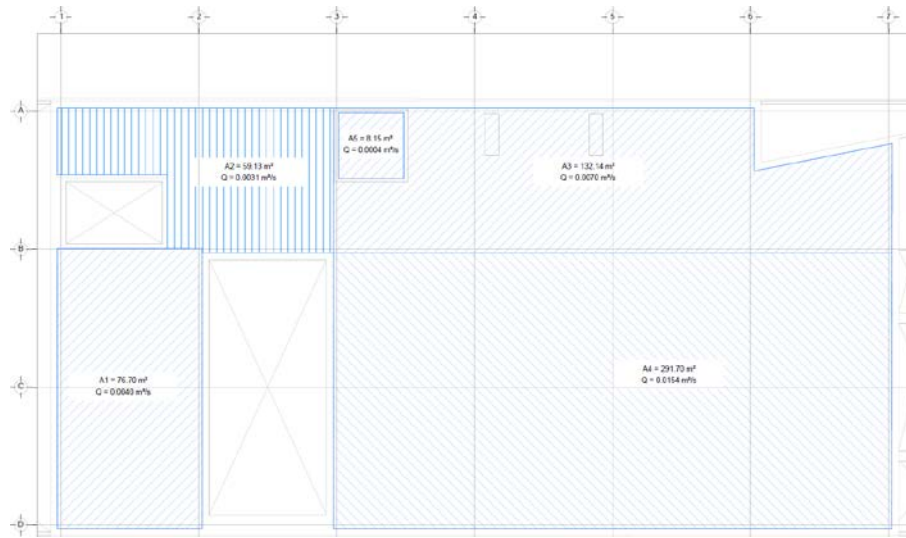 1 2 3 4 5 6 7
A
A5 = 8.15 m²
Q = 0.0004 m³/s
A2 = 59.13 m²
Q = 0.0031 m³/s
A3 = 132.14 m²
Q = 0.0070 m³/s
B
A4 = 291.70 m²
Q = 0.0154 m³/s
A1 = 76.70 m²
Q = 0.0040 m³/s
C
D